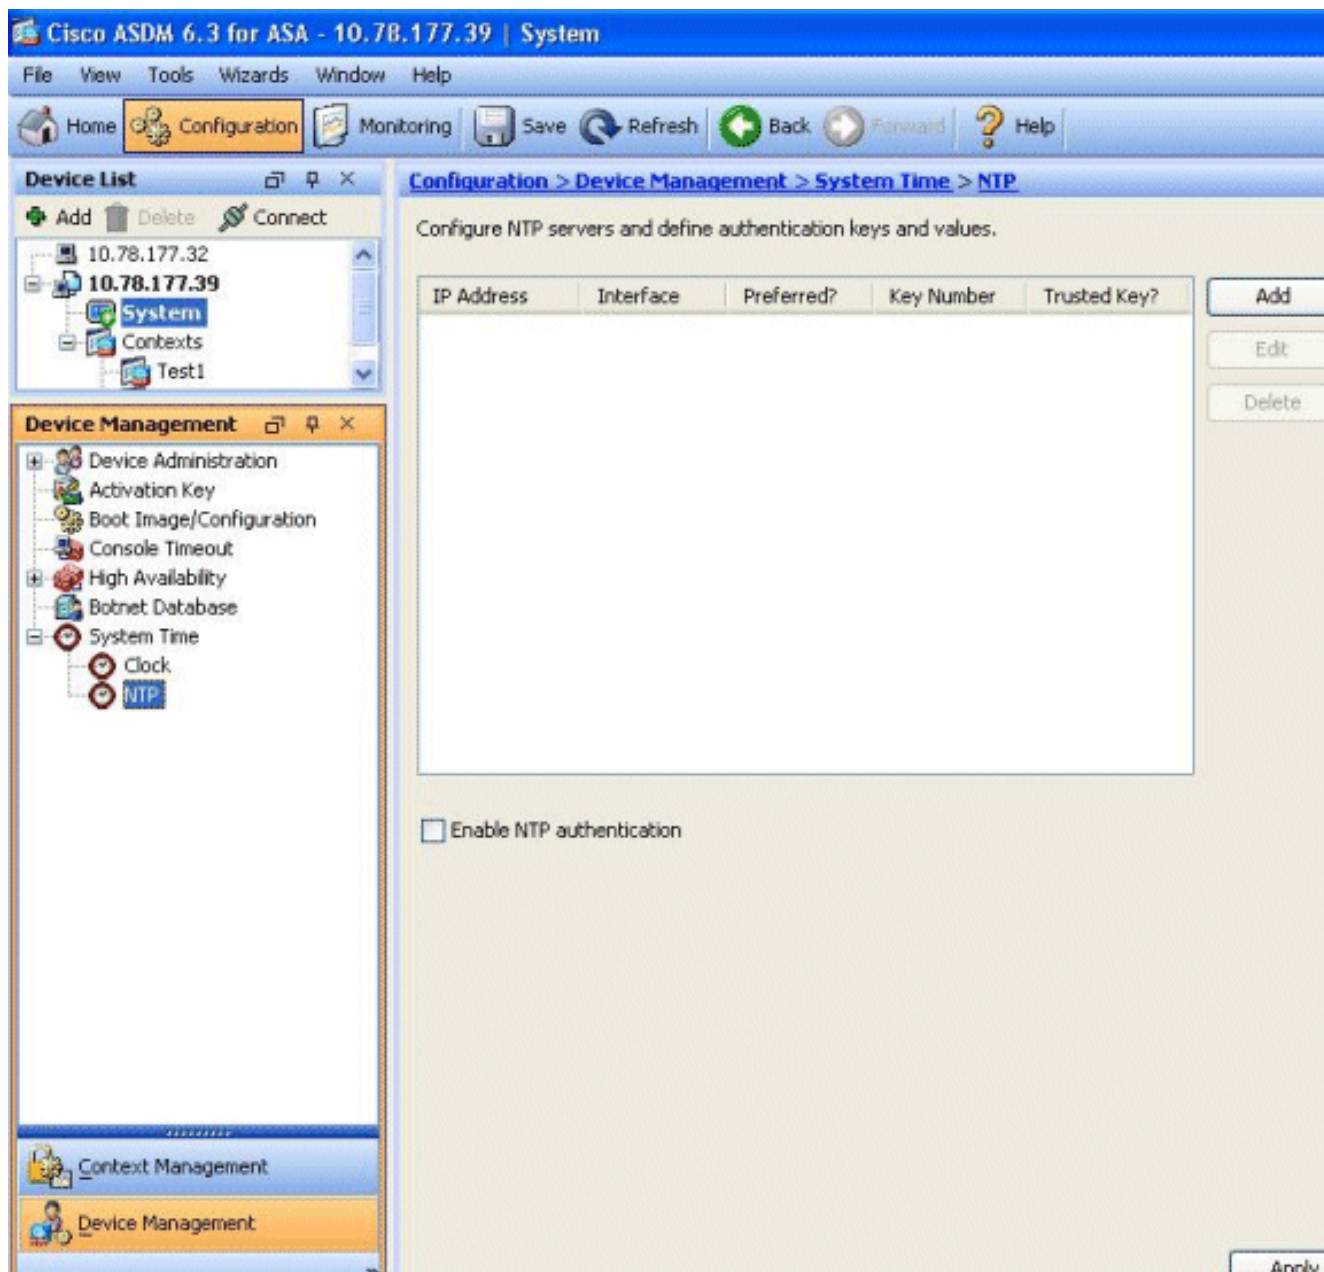 Cisco ASDM 6.3 for ASA - 10.78.177.39 | System
File View Tools Wizards Window Help
Home Configuration Monitoring Save Refresh Back Forward Help
Device List
Add Delete Connect
10.78.177.32
10.78.177.39
System
Contexts
Test1
Device Management
Device Administration
Activation Key
Boot Image/Configuration
Console Timeout
High Availability
Botnet Database
System Time
Clock
NTP
Context Management
Device Management
Configuration > Device Management > System Time > NTP
Configure NTP servers and define authentication keys and values.
IP Address Interface Preferred? Key Number Trusted Key?
Add
Edit
Delete
Enable NTP authentication
Apply